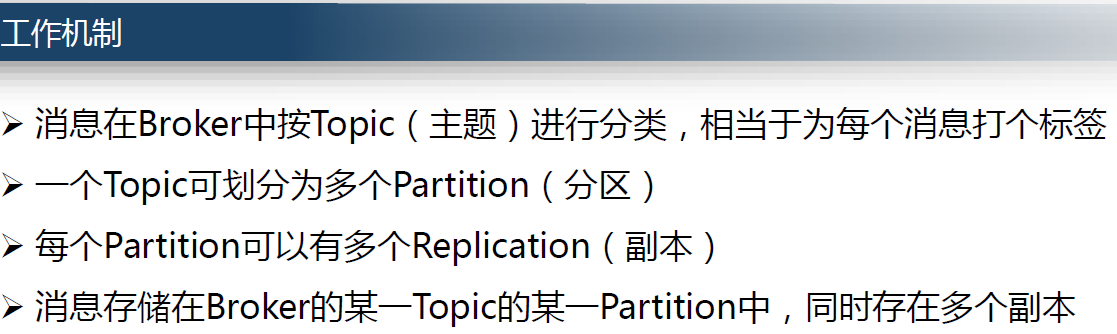 工作机制
➢ 消息在Broker中按Topic（主题）进行分类，相当于为每个消息打个标签
➢ 一个Topic可划分为多个Partition（分区）
➢ 每个Partition可以有多个Replication（副本）
➢ 消息存储在Broker的某一Topic的某一Partition中，同时存在多个副本